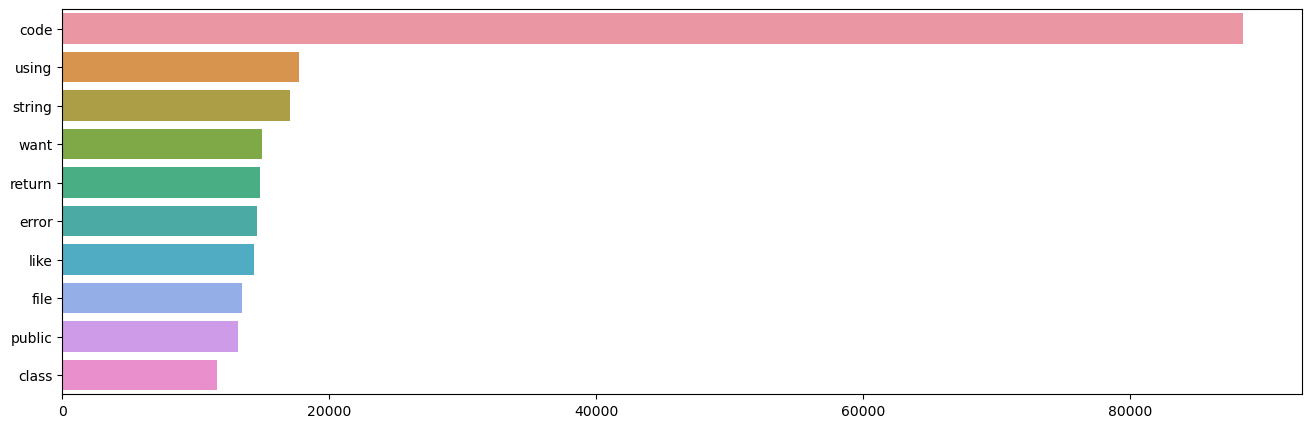 code
using
string
want
return
error
like
file
public
class
0 20000 40000 60000 80000